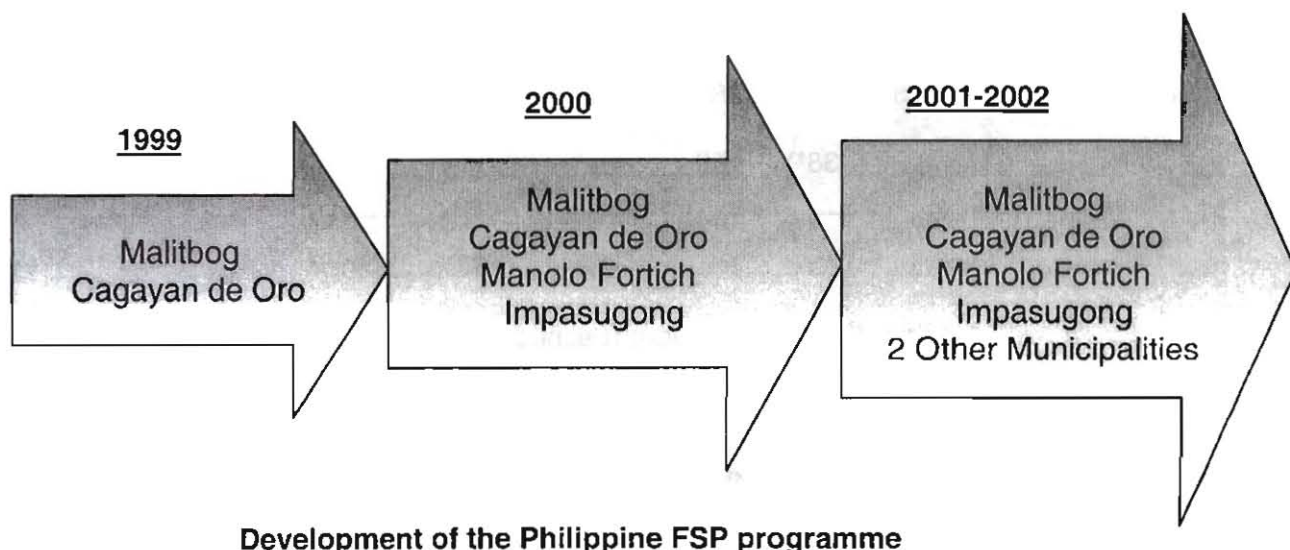 1999
Malitbog
Cagayan de Oro
2000
Malitbog
Cagayan de Oro
Manolo Fortich
Impasugong
2001-2002
Malitbog
Cagayan de Oro
Manolo Fortich
Impasugong
2 Other Municipalities
Development of the Philippine FSP programme